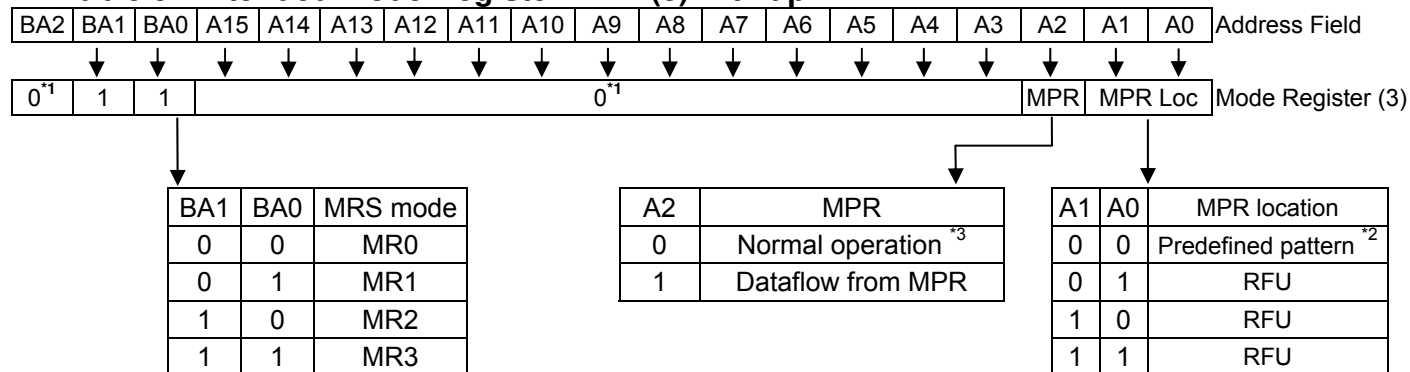 BA2 BA1 BA0 A15 A14 A13 A12 A11 A10 A9 A8 A7 A6 A5 A4 A3 A2 A1 A0 Address Field
0*1 1 1 0*1 MPR MPR Loc Mode Register (3)
BA1 BA0 MRS mode
0 0 MR0
0 1 MR1
1 0 MR2
1 1 MR3
A2 MPR
0 Normal operation *3
1 Dataflow from MPR
A1 A0 MPR location
0 0 Predefined pattern *2
0 1 RFU
1 0 RFU
1 1 RFU